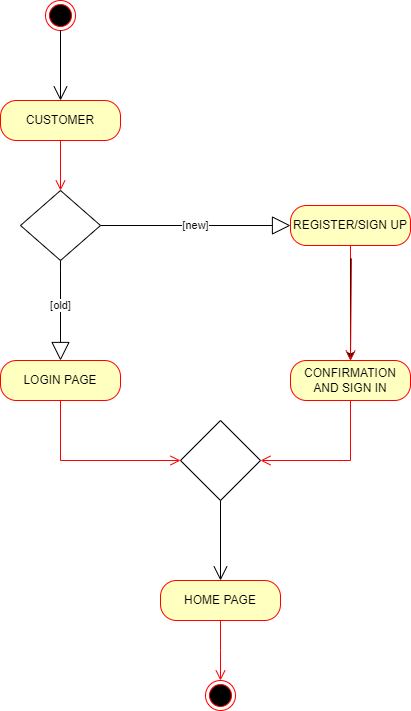 CUSTOMER
[new]
REGISTER/SIGN UP
[old]
LOGIN PAGE
CONFIRMATION
AND SIGN IN
HOME PAGE